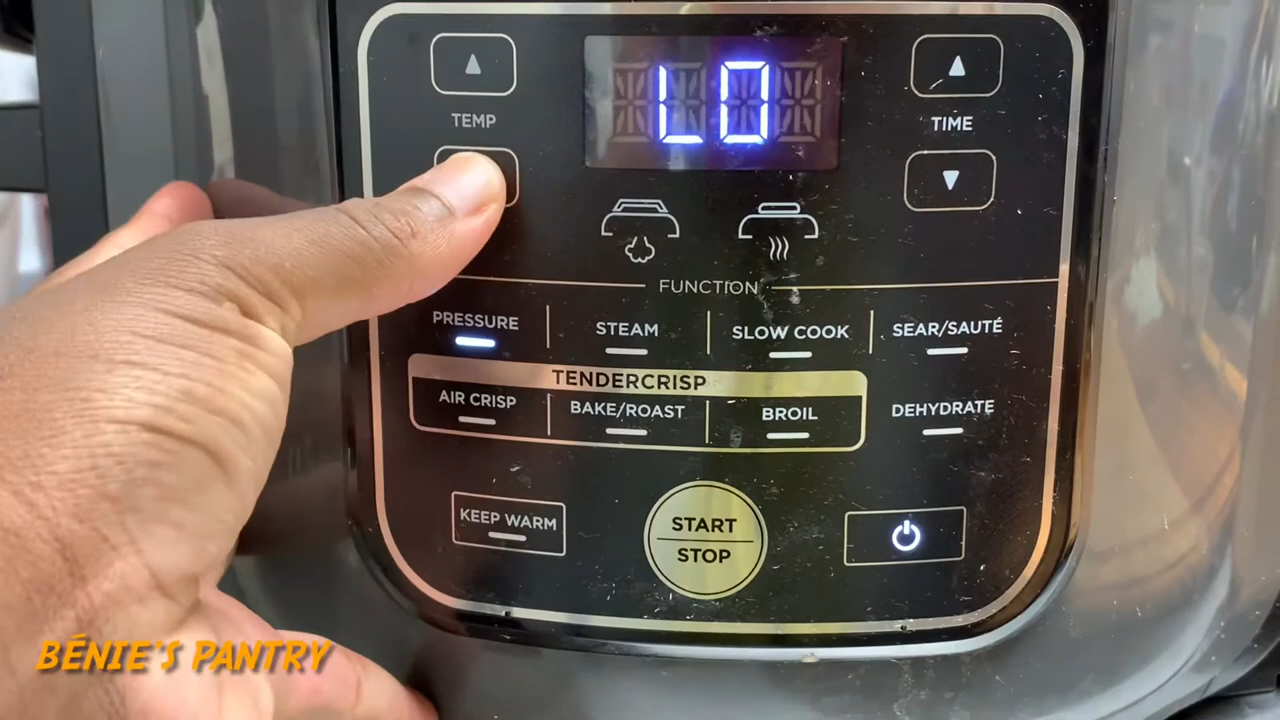 LO
TEMP
TIME
FUNCTION
PRESSURE
STEAM
SLOW COOK
SEAR/SAUTÉ
TENDERCRISP
AIR CRISP
BAKE/ROAST
BROIL
DEHYDRATE
KEEP WARM
START
STOP
BÉNIE'S PANTRY